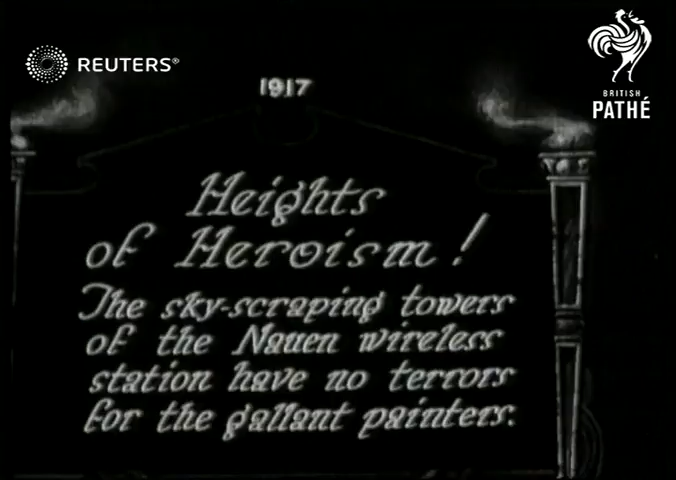 REUTERS®
BRITISH
PATHÉ
1917
Heights
of Heroism!
The sky-scraping towers
of the Nauen wireless
station have no terrors
for the gallant painters.